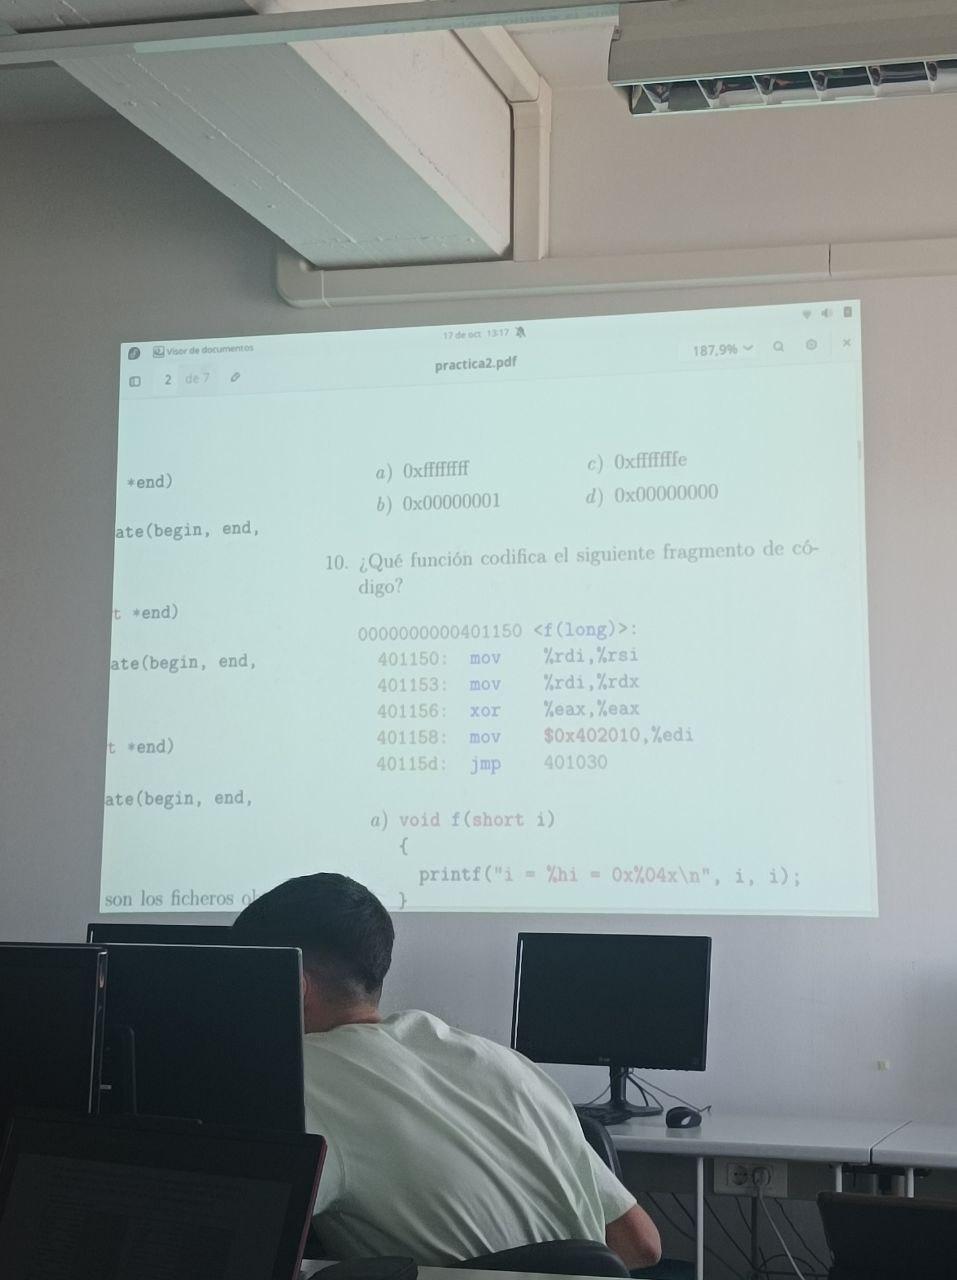 17 de oct 13:17
Visor de documentos
practica2.pdf
2 de 7
187,9%
*end)
ate(begin, end,
t *end)
ate(begin, end,
t *end)
ate(begin, end,
son los ficheros
a) 0xffffffff
c) 0xfffffffe
b) 0x00000001
d) 0x00000000
10. ¿Qué función codifica el siguiente fragmento de có-
digo?
0000000000401150 <f(long)>:
401150: mov %rdi,%rsi
401153: mov %rdi,%rdx
401156: xor %eax,%eax
401158: mov $0x402010,%edi
40115d: jmp 401030
a) void f(short i)
{
printf("i = %hi = 0x%04x\n", i, i);
}